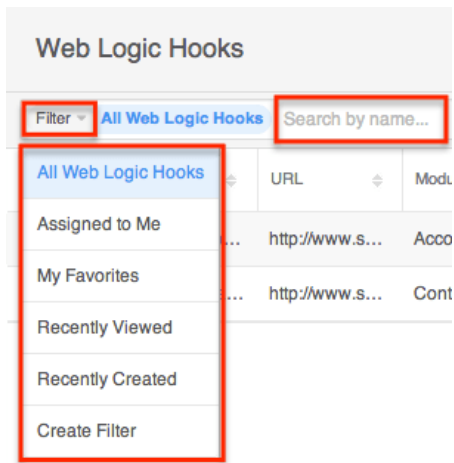 Web Logic Hooks
Filter All Web Logic Hooks Search by name...
All Web Logic Hooks URL Modu
Assigned to Me ... http://www.s... Acco
My Favorites
...  http://www.s... Cont
Recently Viewed
Recently Created
Create Filter